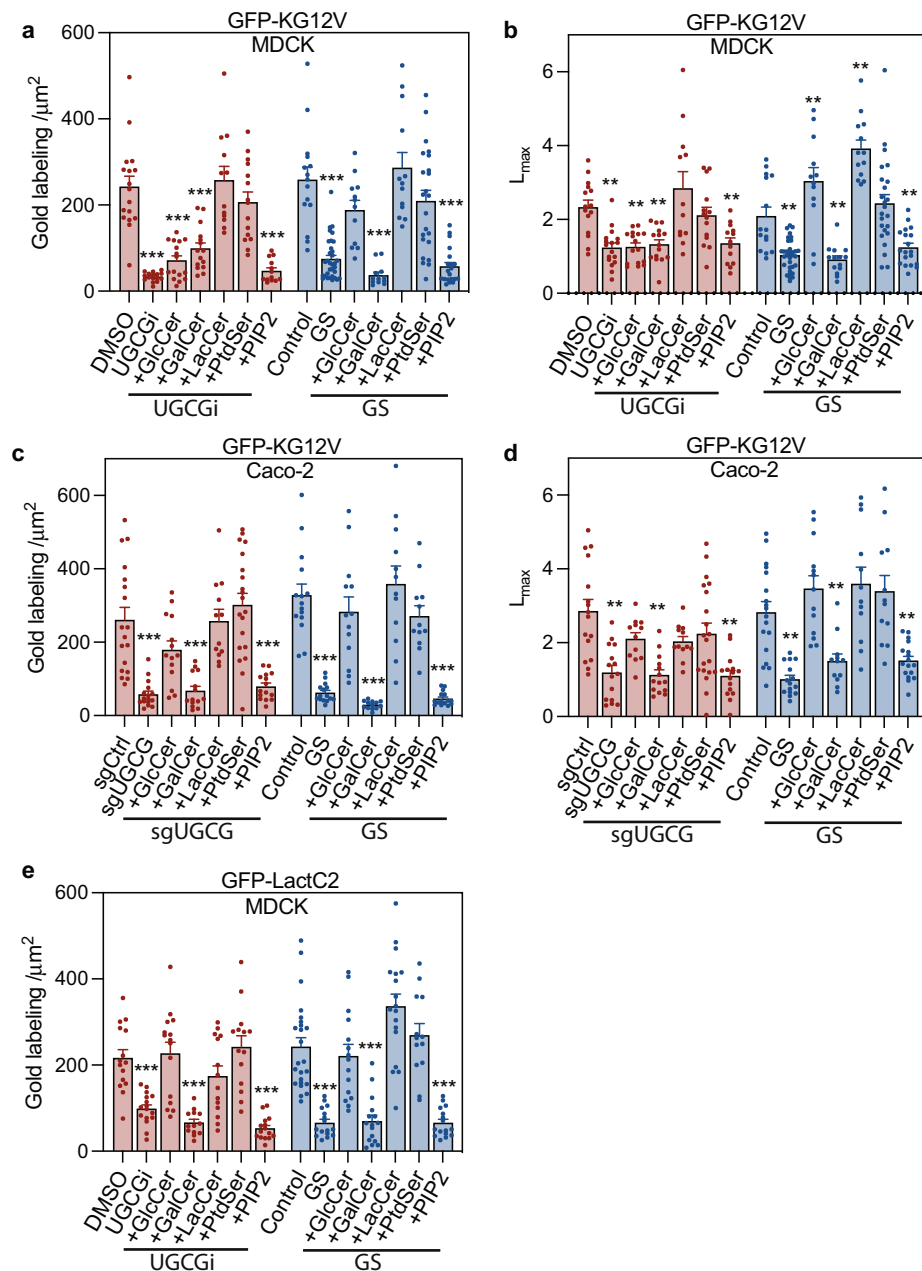 a
GFP-KG12V
MDCK
Gold labeling /µm²
600
400
200
0
*** *** *** *** *** *** ***
DMSO UGCGi +GlcCer +GalCer +LacCer +PtdSer +PIP2 Control GS +GlcCer +GalCer +LacCer +PtdSer +PIP2
UGCGi GS
b
GFP-KG12V
MDCK
Lmax
6
4
2
0
** ** ** ** ** ** ** ** **
DMSO UGCGi +GlcCer +GalCer +LacCer +PtdSer +PIP2 Control GS +GlcCer +GalCer +LacCer +PtdSer +PIP2
UGCGi GS
c
GFP-KG12V
Caco-2
Gold labeling /µm²
600
400
200
0
*** *** *** *** *** ***
sgCtrl sgUGCG +GlcCer +GalCer +LacCer +PtdSer +PIP2 Control GS +GlcCer +GalCer +LacCer +PtdSer +PIP2
sgUGCG GS
d
GFP-KG12V
Caco-2
Lmax
6
4
2
0
** ** ** ** ** **
sgCtrl sgUGCG +GlcCer +GalCer +LacCer +PtdSer +PIP2 Control GS +GlcCer +GalCer +LacCer +PtdSer +PIP2
sgUGCG GS
e
GFP-LactC2
MDCK
Gold labeling /µm²
600
400
200
0
*** *** *** *** *** ***
DMSO UGCGi +GlcCer +GalCer +LacCer +PtdSer +PIP2 Control GS +GlcCer +GalCer +LacCer +PtdSer +PIP2
UGCGi GS